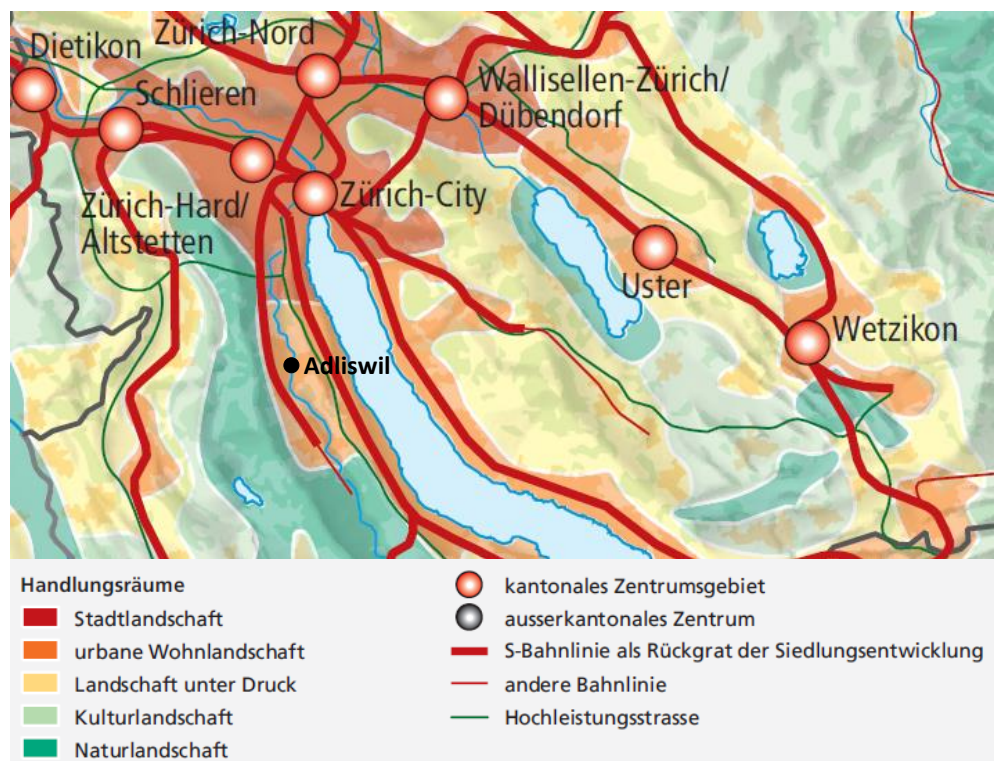 Zürich-Nord
Dietikon
Schlieren
Wallisellen-Zürich/
Dübendorf
Zürich-City
Zürich-Hard/
Altstetten
Uster
Wetzikon
Adliswil
Handlungsräume
Stadtlandschaft
urbane Wohnlandschaft
Landschaft unter Druck
Kulturlandschaft
Naturlandschaft
kantonales Zentrumsgebiet
ausserkantonales Zentrum
S-Bahnlinie als Rückgrat der Siedlungsentwicklung
andere Bahnlinie
Hochleistungsstrasse